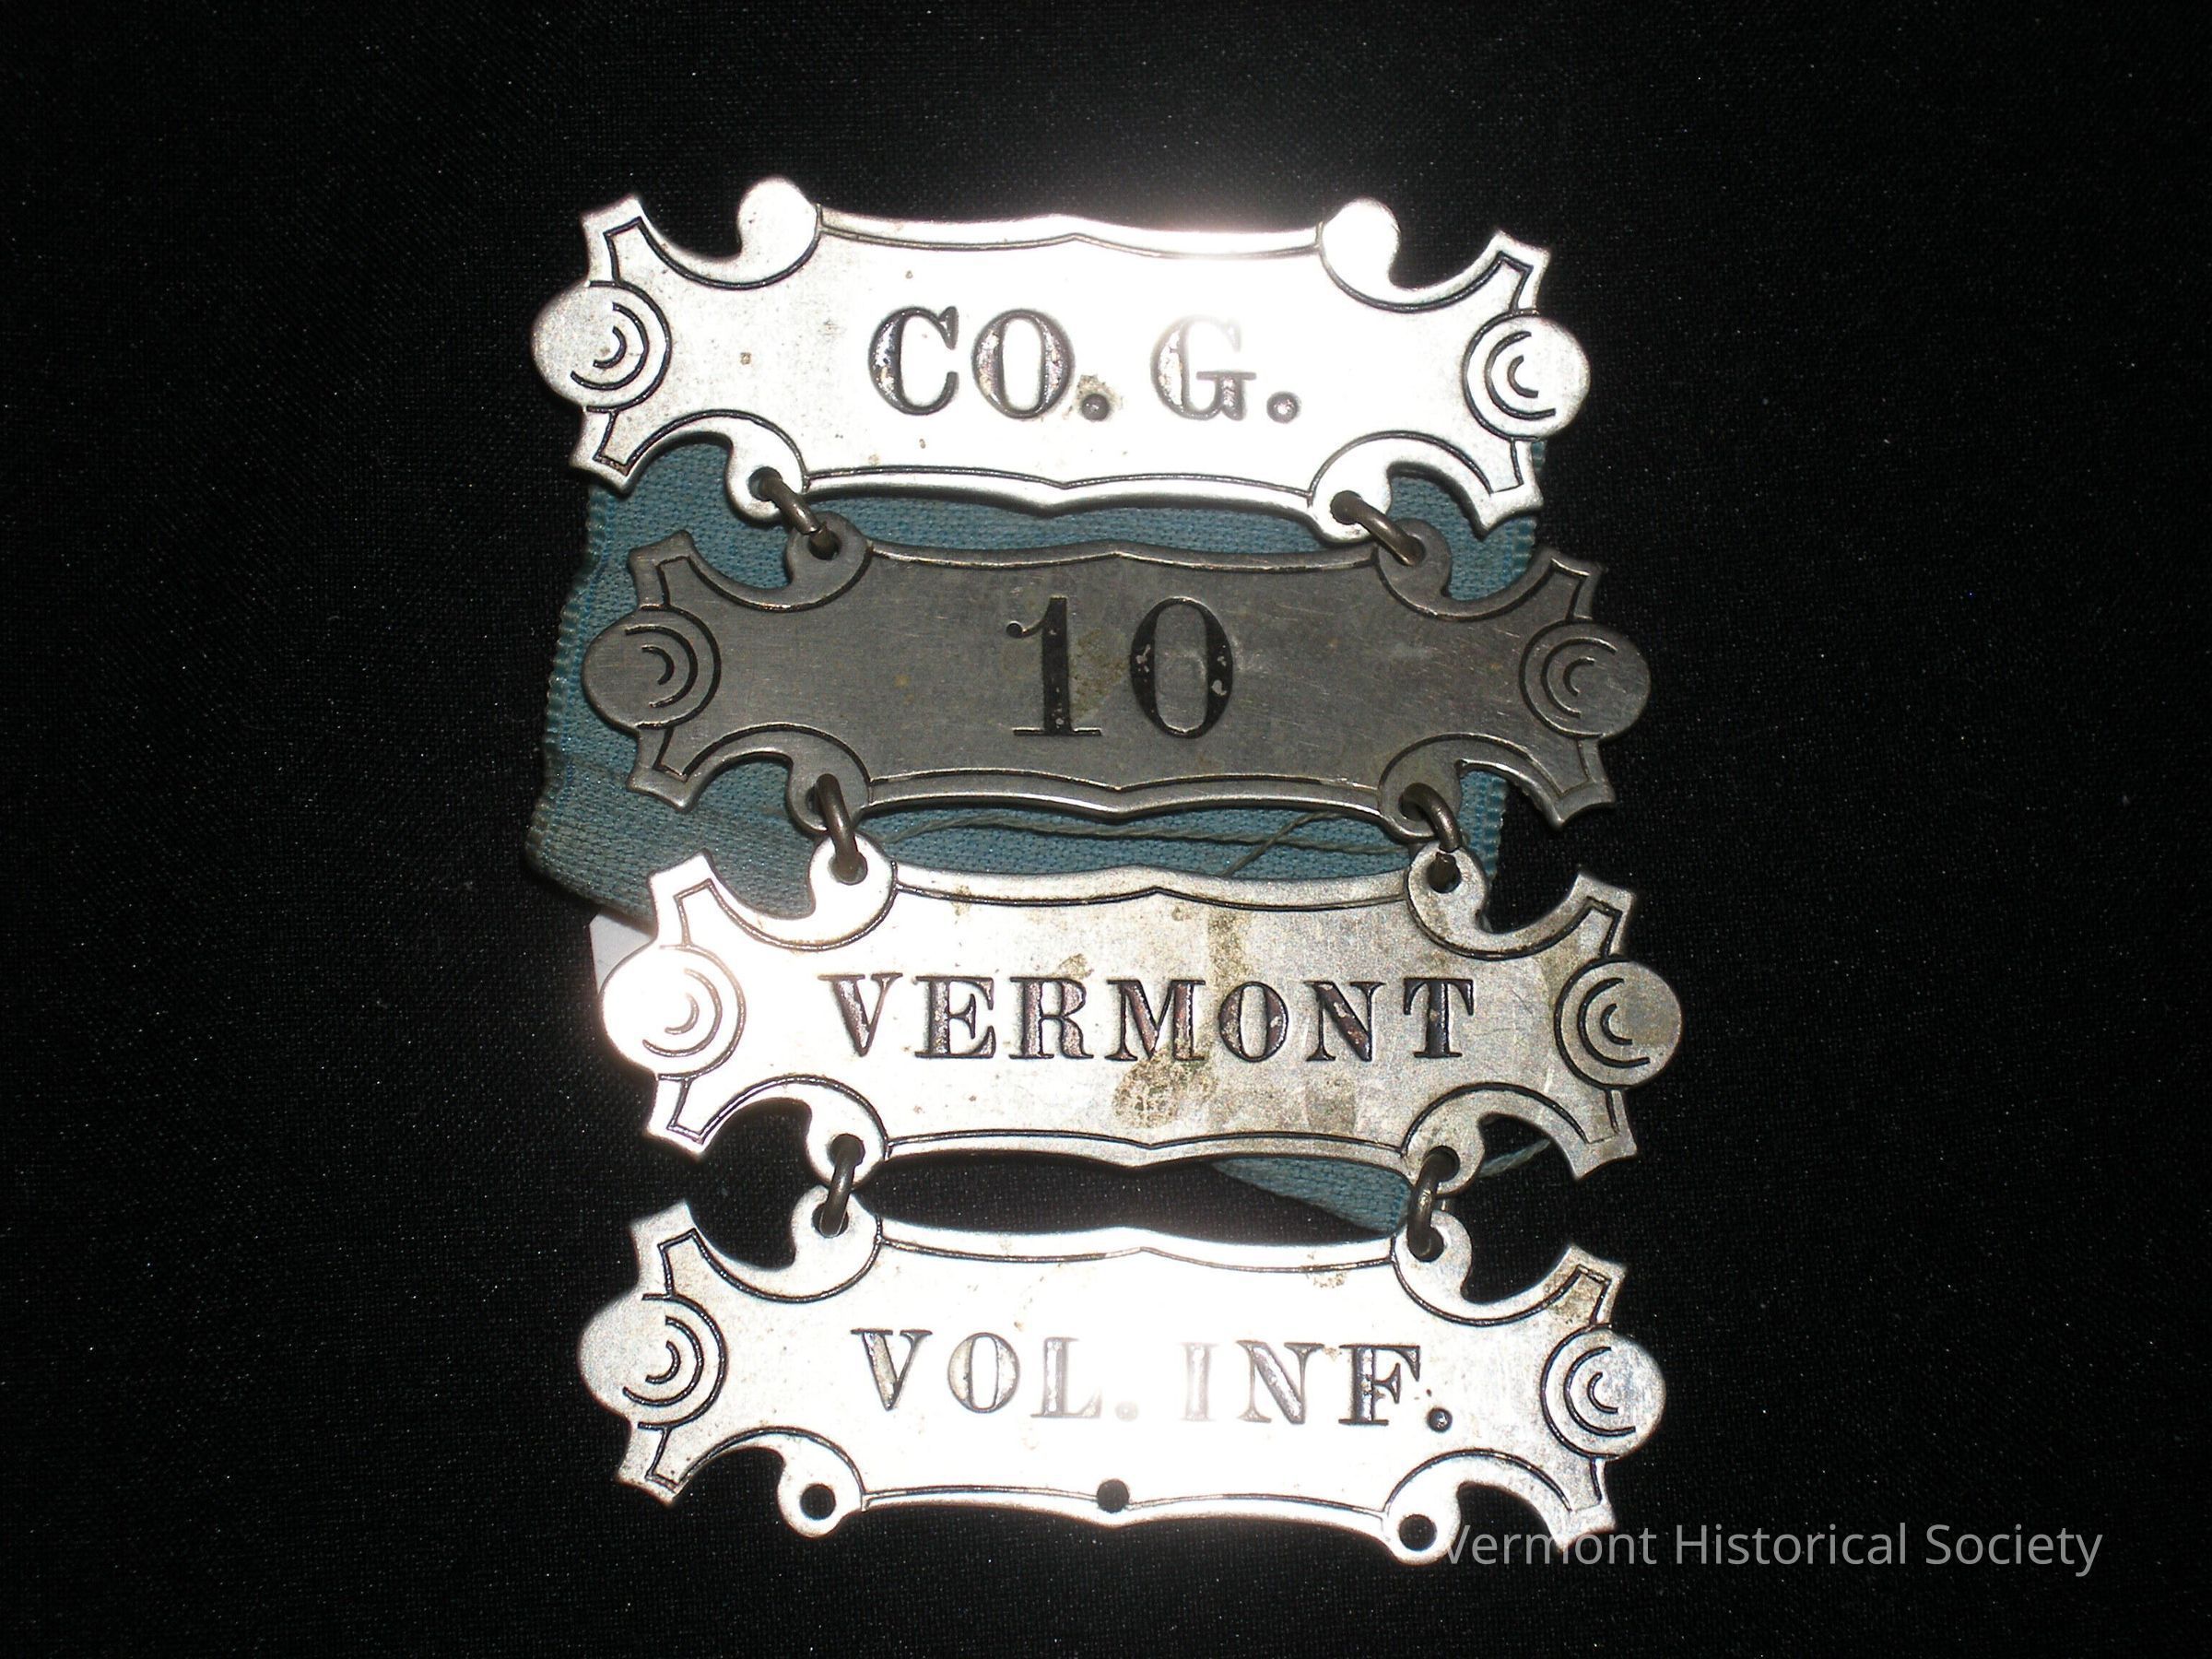 CO. G.
10
VERMONT
VOL. INF.
Vermont Historical Society